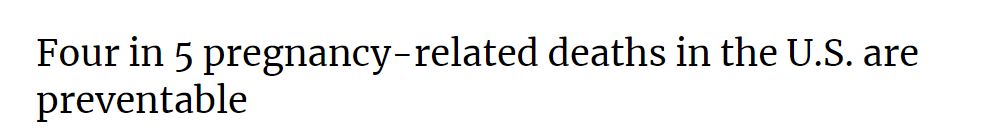 Four in 5 pregnancy-related deaths in the U.S. are
preventable